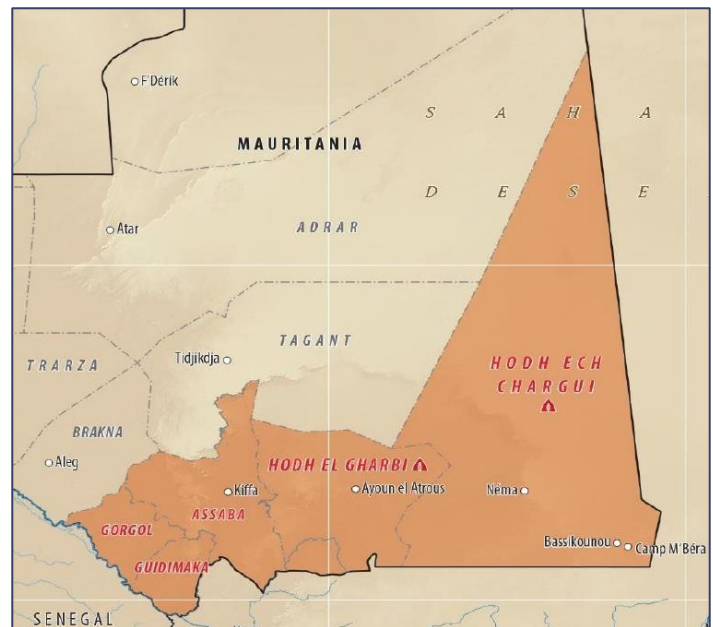 F'Dérik
S A H A
MAURITANIA
D E S E
Atar
ADRAR
TAGANT
Tidjikdja
TRARZA
HODH ECH
CHARGUI
BRAKNA
Aleg
HODH EL GHARBI
Kiffa
Ayoun el Atrous
Néma
ASSABA
GORGOL
Bassikounou
Camp M'Béra
GUIDIMAKA
SENEGAL